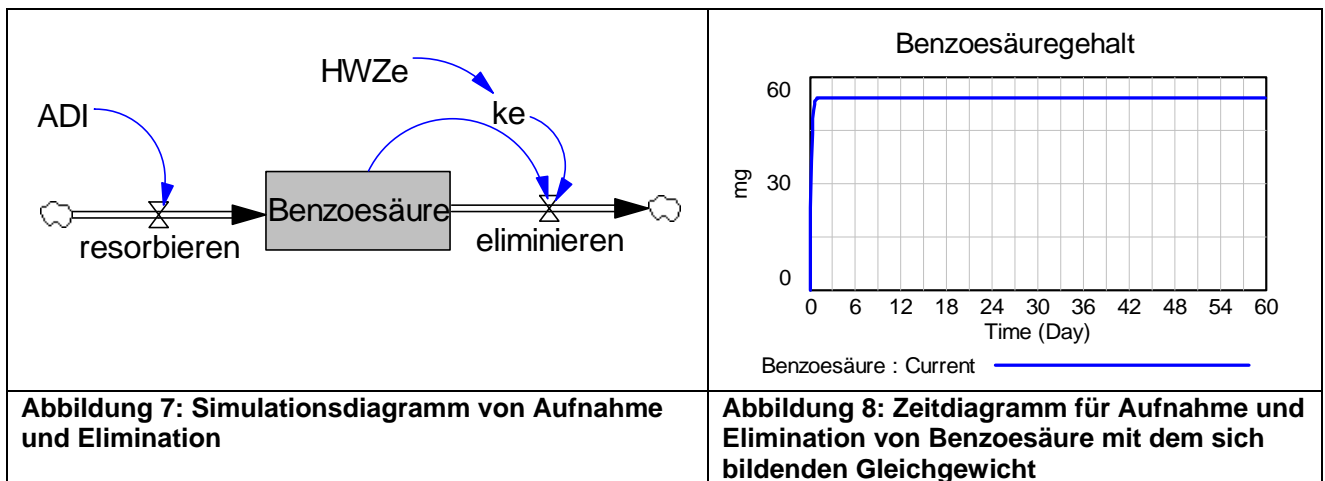 HWZe
ADI
ke
Benzoesäure
resorbieren
eliminieren
Benzoesäuregehalt
60
30
0
mg
0 6 12 18 24 30 36 42 48 54 60
Time (Day)
Benzoesäure : Current
Abbildung 7: Simulationsdiagramm von Aufnahme
und Elimination
Abbildung 8: Zeitdiagramm für Aufnahme und
Elimination von Benzoesäure mit dem sich
bildenden Gleichgewicht